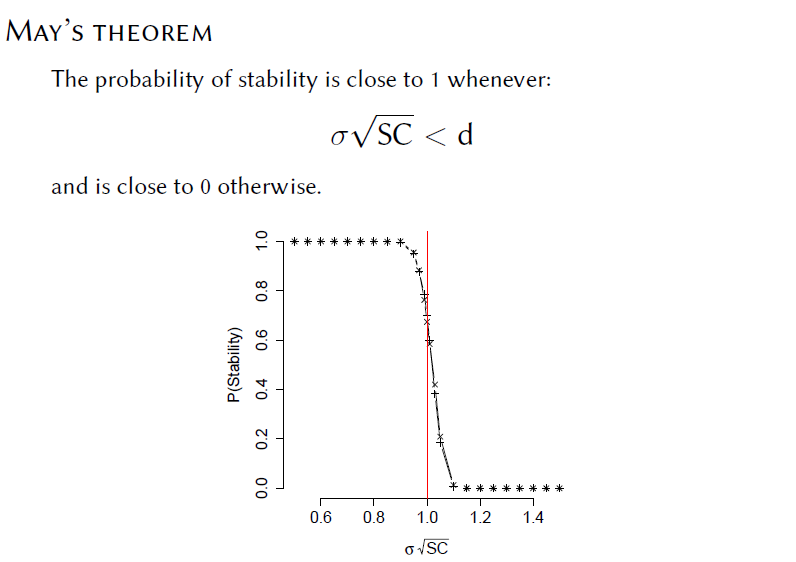 MAY'S THEOREM
The probability of stability is close to 1 whenever:
σ√SC < d
and is close to 0 otherwise.
P(Stability)
1.0
0.8
0.6
0.4
0.2
0.0
0.6 0.8 1.0 1.2 1.4
σ √SC